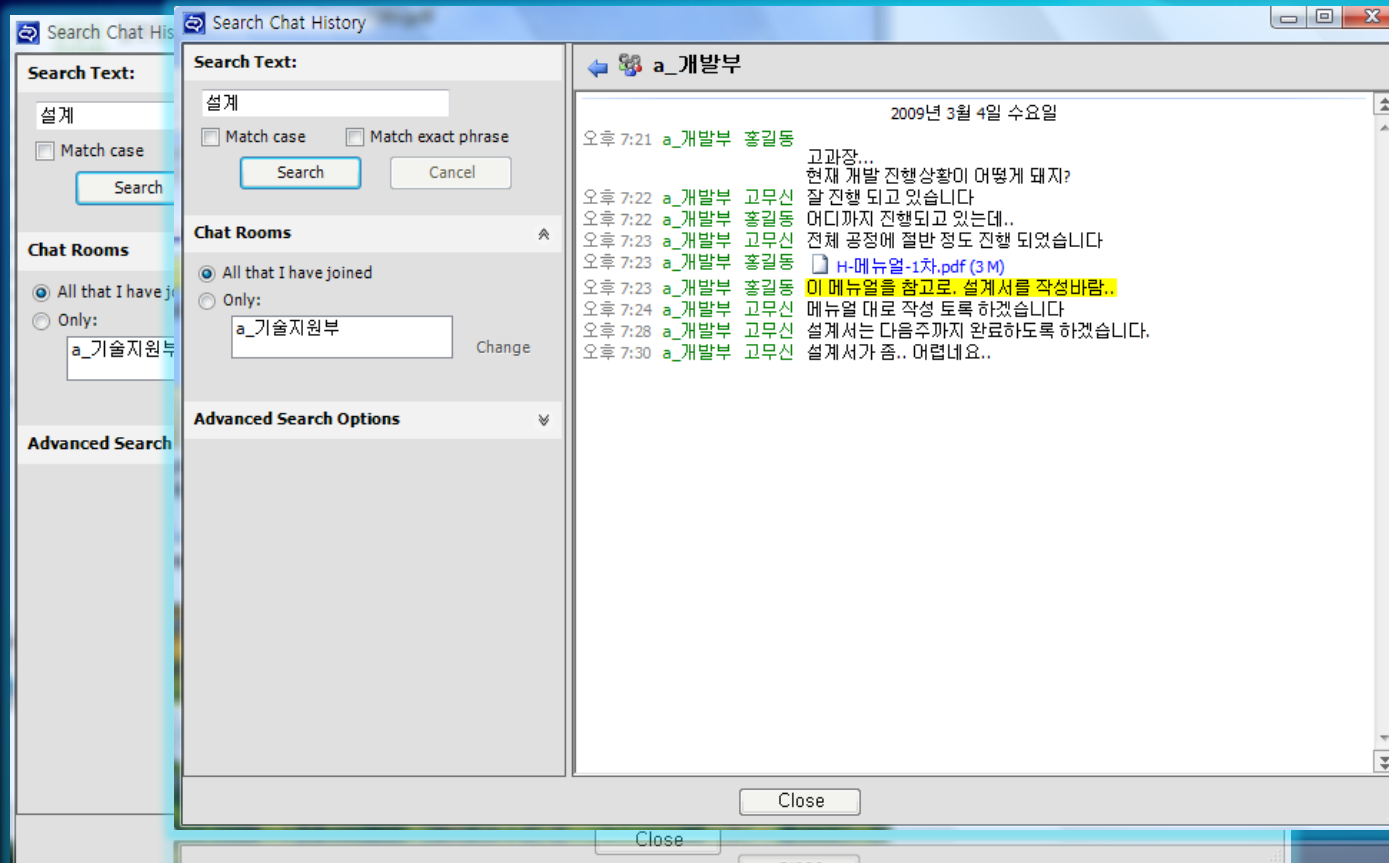 Search Chat His
Search Text:
설계
Match case
Search
Chat Rooms
All that I have j
Only:
a_기술지원부
Advanced Search
Close
Search Chat History
Search Text:
설계
Match case Match exact phrase
Search Cancel
Chat Rooms
All that I have joined
Only:
a_기술지원부
Change
Advanced Search Options
a_개발부
2009년 3월 4일 수요일
오후 7:21 a_개발부 홍길동
고과장...
현재 개발 진행상황이 어떻게 돼지?
오후 7:22 a_개발부 고무신 잘 진행 되고 있습니다
오후 7:22 a_개발부 홍길동 어디까지 진행되고 있는데..
오후 7:23 a_개발부 고무신 전체 공정에 절반 정도 진행 되었습니다
오후 7:23 a_개발부 홍길동 H-메뉴얼-1차.pdf (3 M)
오후 7:23 a_개발부 홍길동 이 메뉴얼을 참고로. 설계서를 작성바람..
오후 7:24 a_개발부 고무신 메뉴얼 대로 작성 토록 하겠습니다
오후 7:28 a_개발부 고무신 설계서는 다음주까지 완료하도록 하겠습니다.
오후 7:30 a_개발부 고무신 설계서가 좀.. 어렵네요..
Close